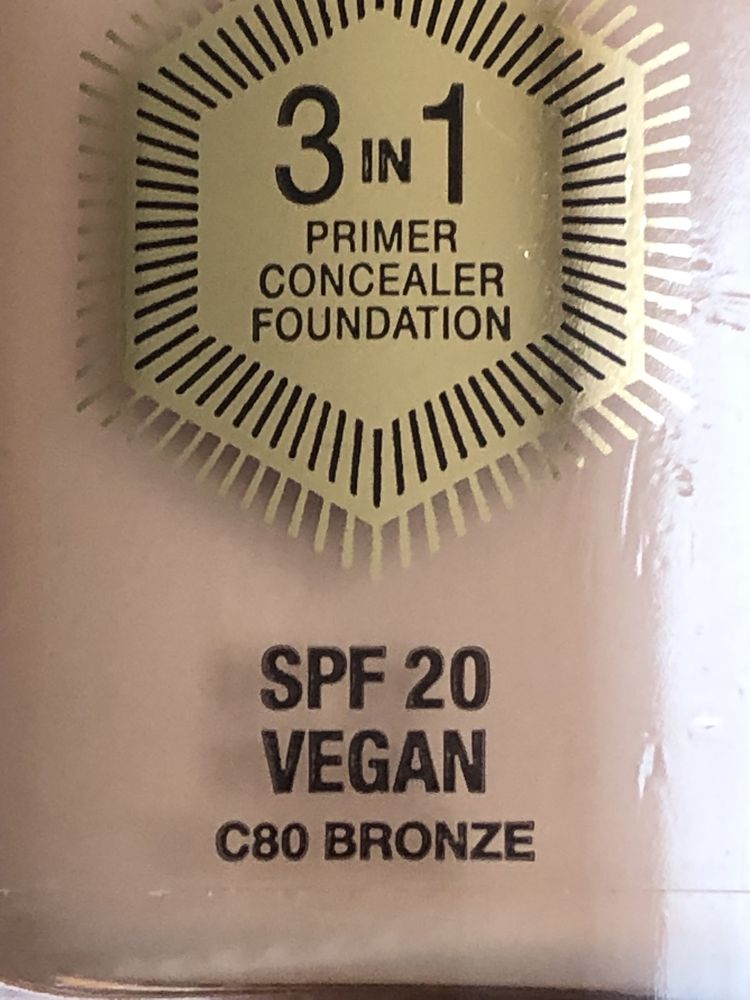 3 IN 1
PRIMER
CONCEALER
FOUNDATION
SPF 20
VEGAN
C80 BRONZE